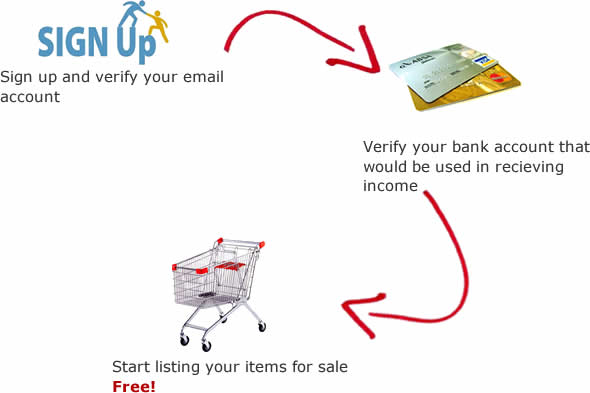 SIGN Up
Sign up and verify your email
account
VISA
Verify your bank account that
would be used in recieving
income
Start listing your items for sale
Free!